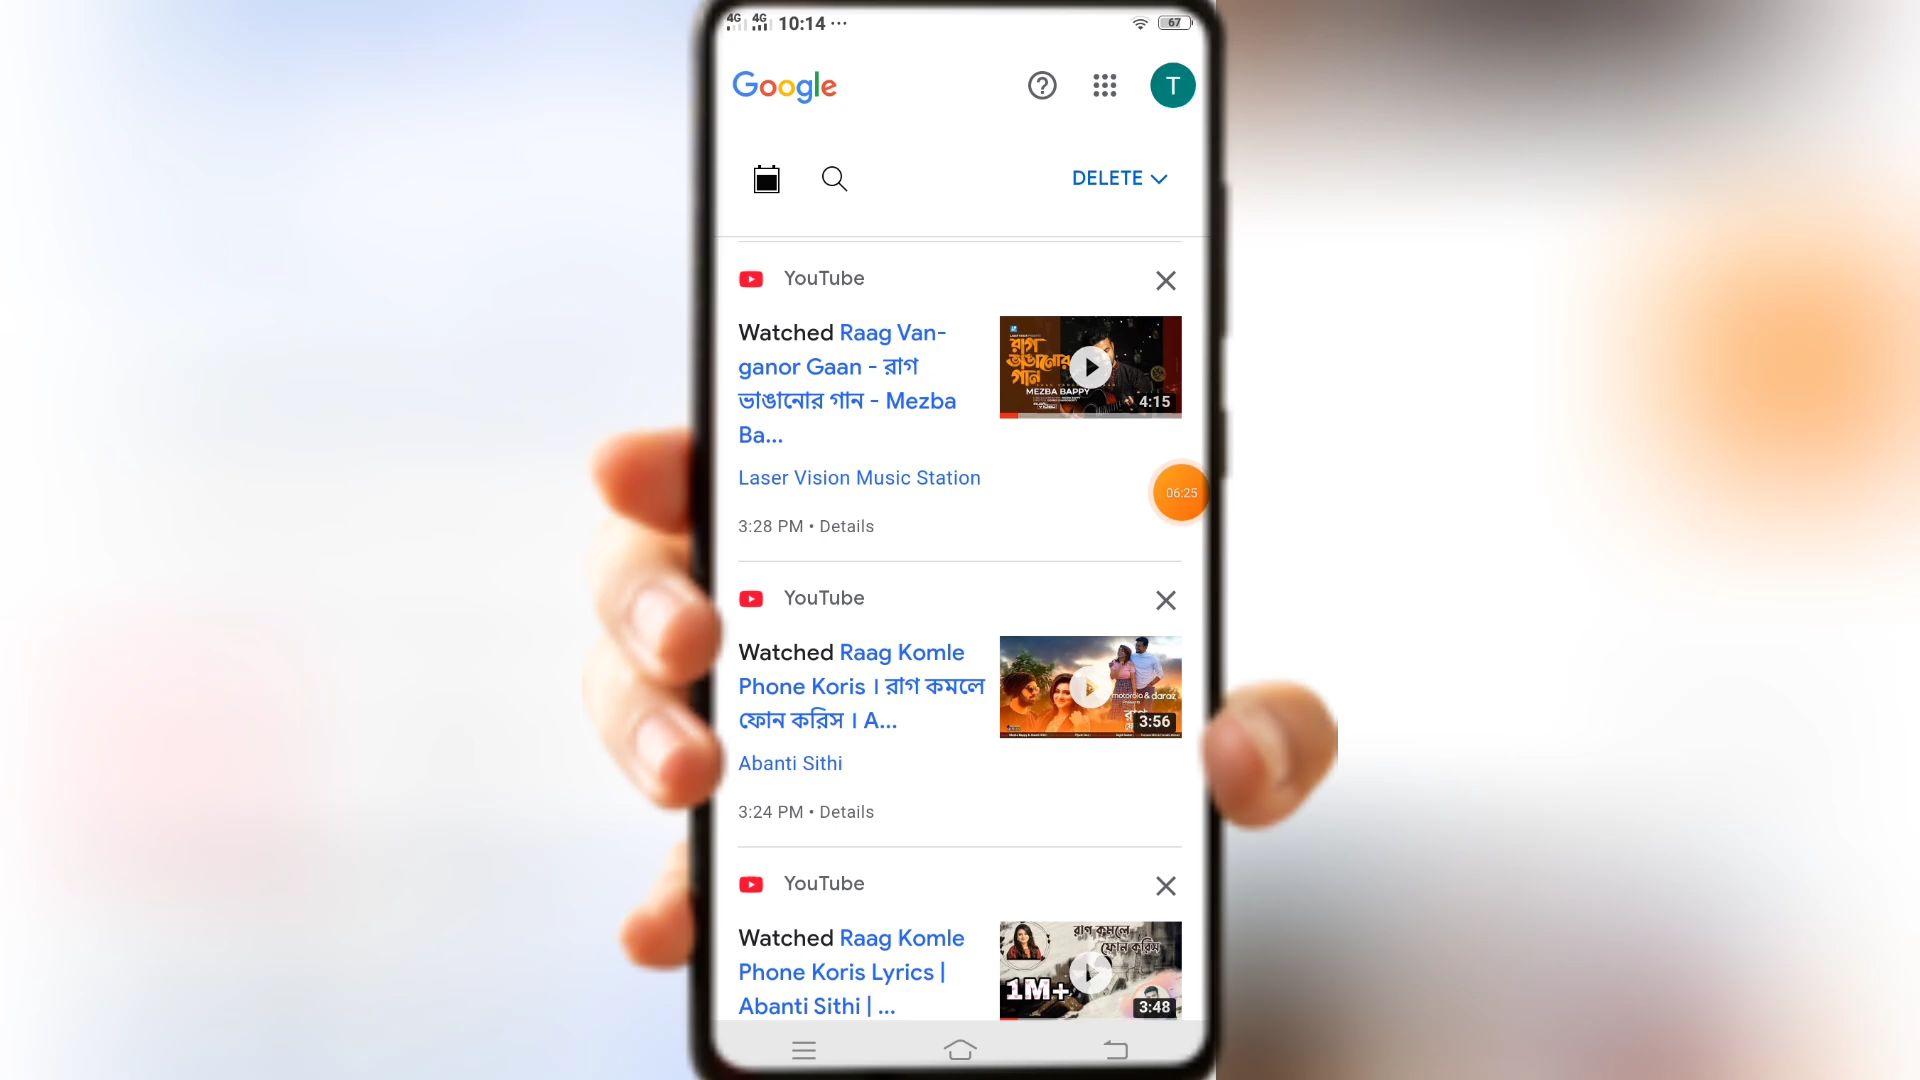 4G 4G 10:14 ... 67
Google T
DELETE
YouTube
Watched Raag Van-
ganor Gaan - রাগ
ভাঙানোর গান - Mezba
Ba...
রাগ
ভাঙানোর
গান
MEZBA BAPPY
4:15
Laser Vision Music Station
06:25
3:28 PM • Details
YouTube
Watched Raag Komle
Phone Koris । রাগ কমলে
ফোন করিস । A...
motorola & daraz
3:56
Abanti Sithi
3:24 PM • Details
YouTube
Watched Raag Komle
Phone Koris Lyrics |
Abanti Sithi | ...
রাগ কমলে
ফোন করিস
1M+
3:48